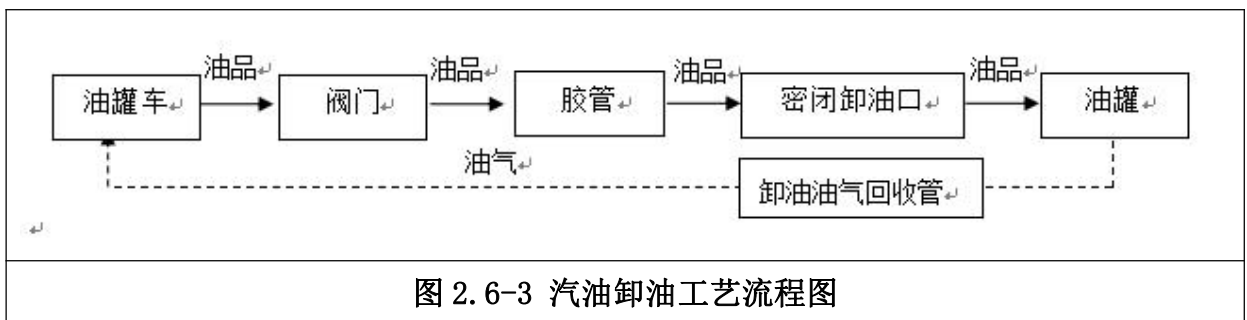 油品 油品 油品 油品
油罐车 阀门 胶管 密闭卸油口 油罐
油气
卸油油气回收管
图 2.6-3 汽油卸油工艺流程图